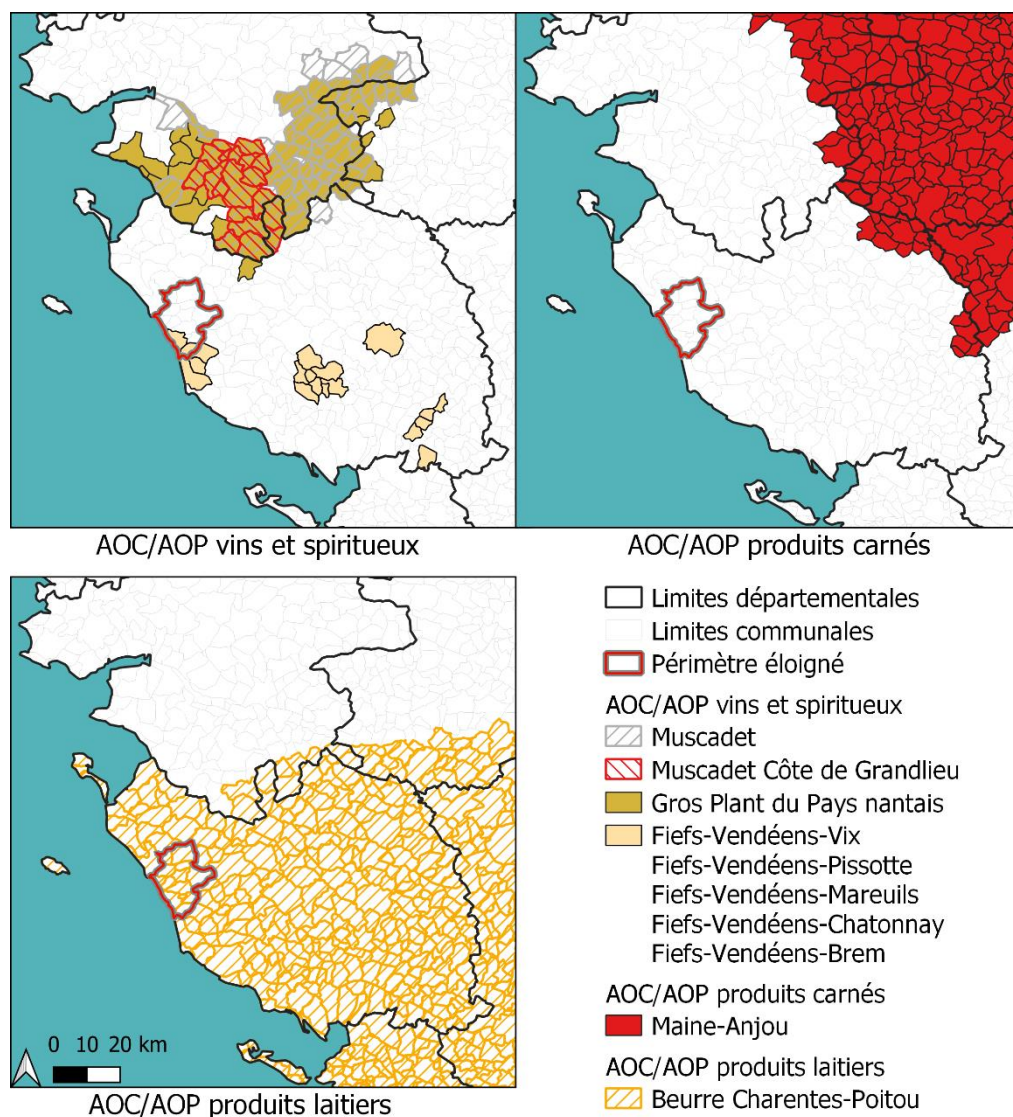 AOC/AOP vins et spiritueux
AOC/AOP produits carnés
0 10 20 km
AOC/AOP produits laitiers
Limites départementales
Limites communales
Périmètre éloigné
AOC/AOP vins et spiritueux
Muscadet
Muscadet Côte de Grandlieu
Gros Plant du Pays nantais
Fiefs-Vendéens-Vix
Fiefs-Vendéens-Pissotte
Fiefs-Vendéens-Mareuils
Fiefs-Vendéens-Chatonnay
Fiefs-Vendéens-Brem
AOC/AOP produits carnés
Maine-Anjou
AOC/AOP produits laitiers
Beurre Charentes-Poitou